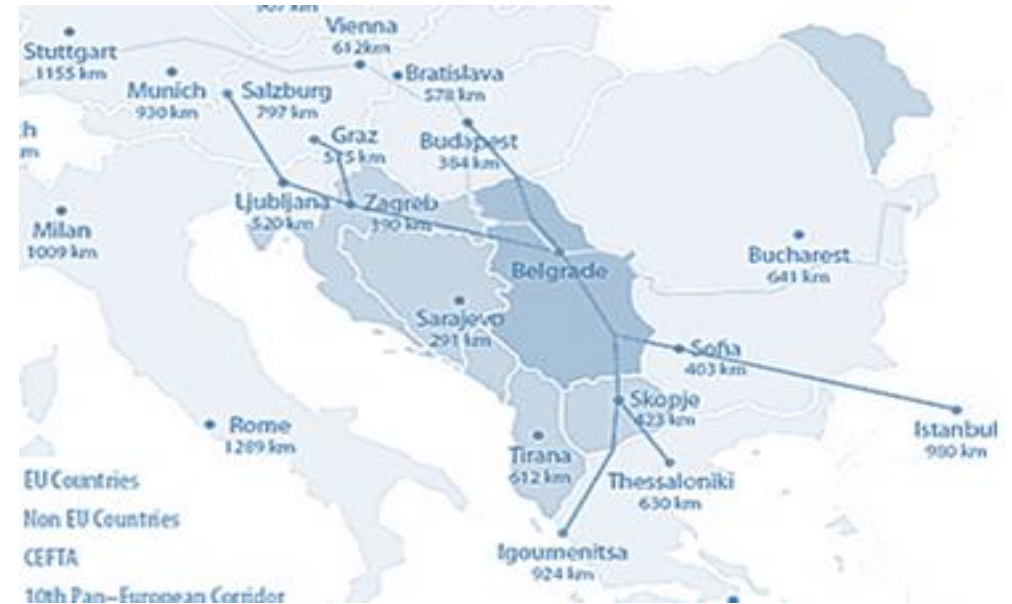 Vienna
612km
Stuttgart
1155 km
Bratislava
578 km
Munich
930 km
Salzburg
797 km
Graz
575 km
Budapest
384 km
Ljubljana
520 km
Zagreb
390 km
Milan
1009 km
Belgrade
Bucharest
641 km
Sarajevo
291 km
Sofia
403 km
Skopje
423 km
Istanbul
980 km
Rome
1289 km
Tirana
612 km
Thessaloniki
630 km
Igoumenitsa
924 km
EU Countries
Non EU Countries
CEFTA
10th Pan-European Corridor